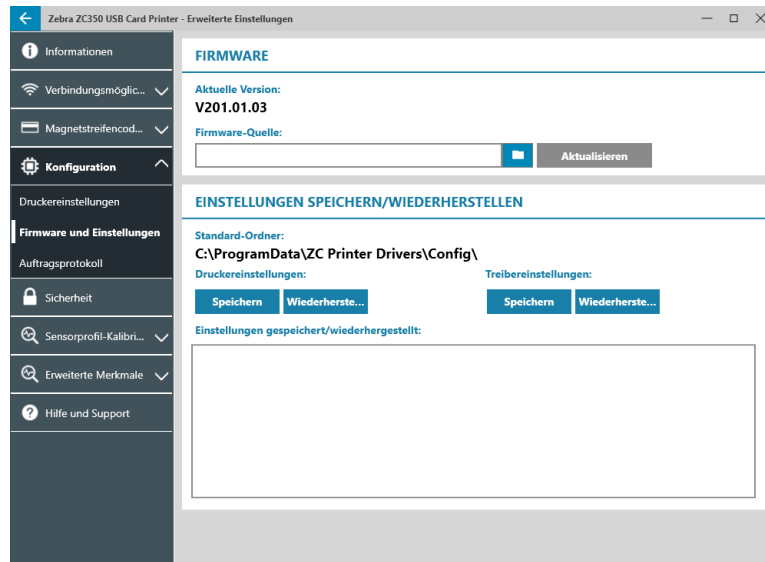 Zebra ZC350 USB Card Printer - Erweiterte Einstellungen
Informationen
Verbindungsmöglic...
Magnetstreifencod...
Konfiguration
Druckereinstellungen
Firmware und Einstellungen
Auftragsprotokoll
Sicherheit
Sensorprofil-Kalibri...
Erweiterte Merkmale
Hilfe und Support
FIRMWARE
Aktuelle Version:
V201.01.03
Firmware-Quelle:
Aktualisieren
EINSTELLUNGEN SPEICHERN/WIEDERHERSTELLEN
Standard-Ordner:
C:\ProgramData\ZC Printer Drivers\Config\
Druckereinstellungen: Treibereinstellungen:
Speichern Wiederherste... Speichern Wiederherste...
Einstellungen gespeichert/wiederhergestellt: